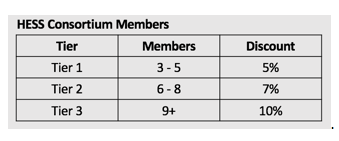 HESS Consortium Members
Tier Members Discount
Tier 1 3 - 5 5%
Tier 2 6 - 8 7%
Tier 3 9+ 10%
.